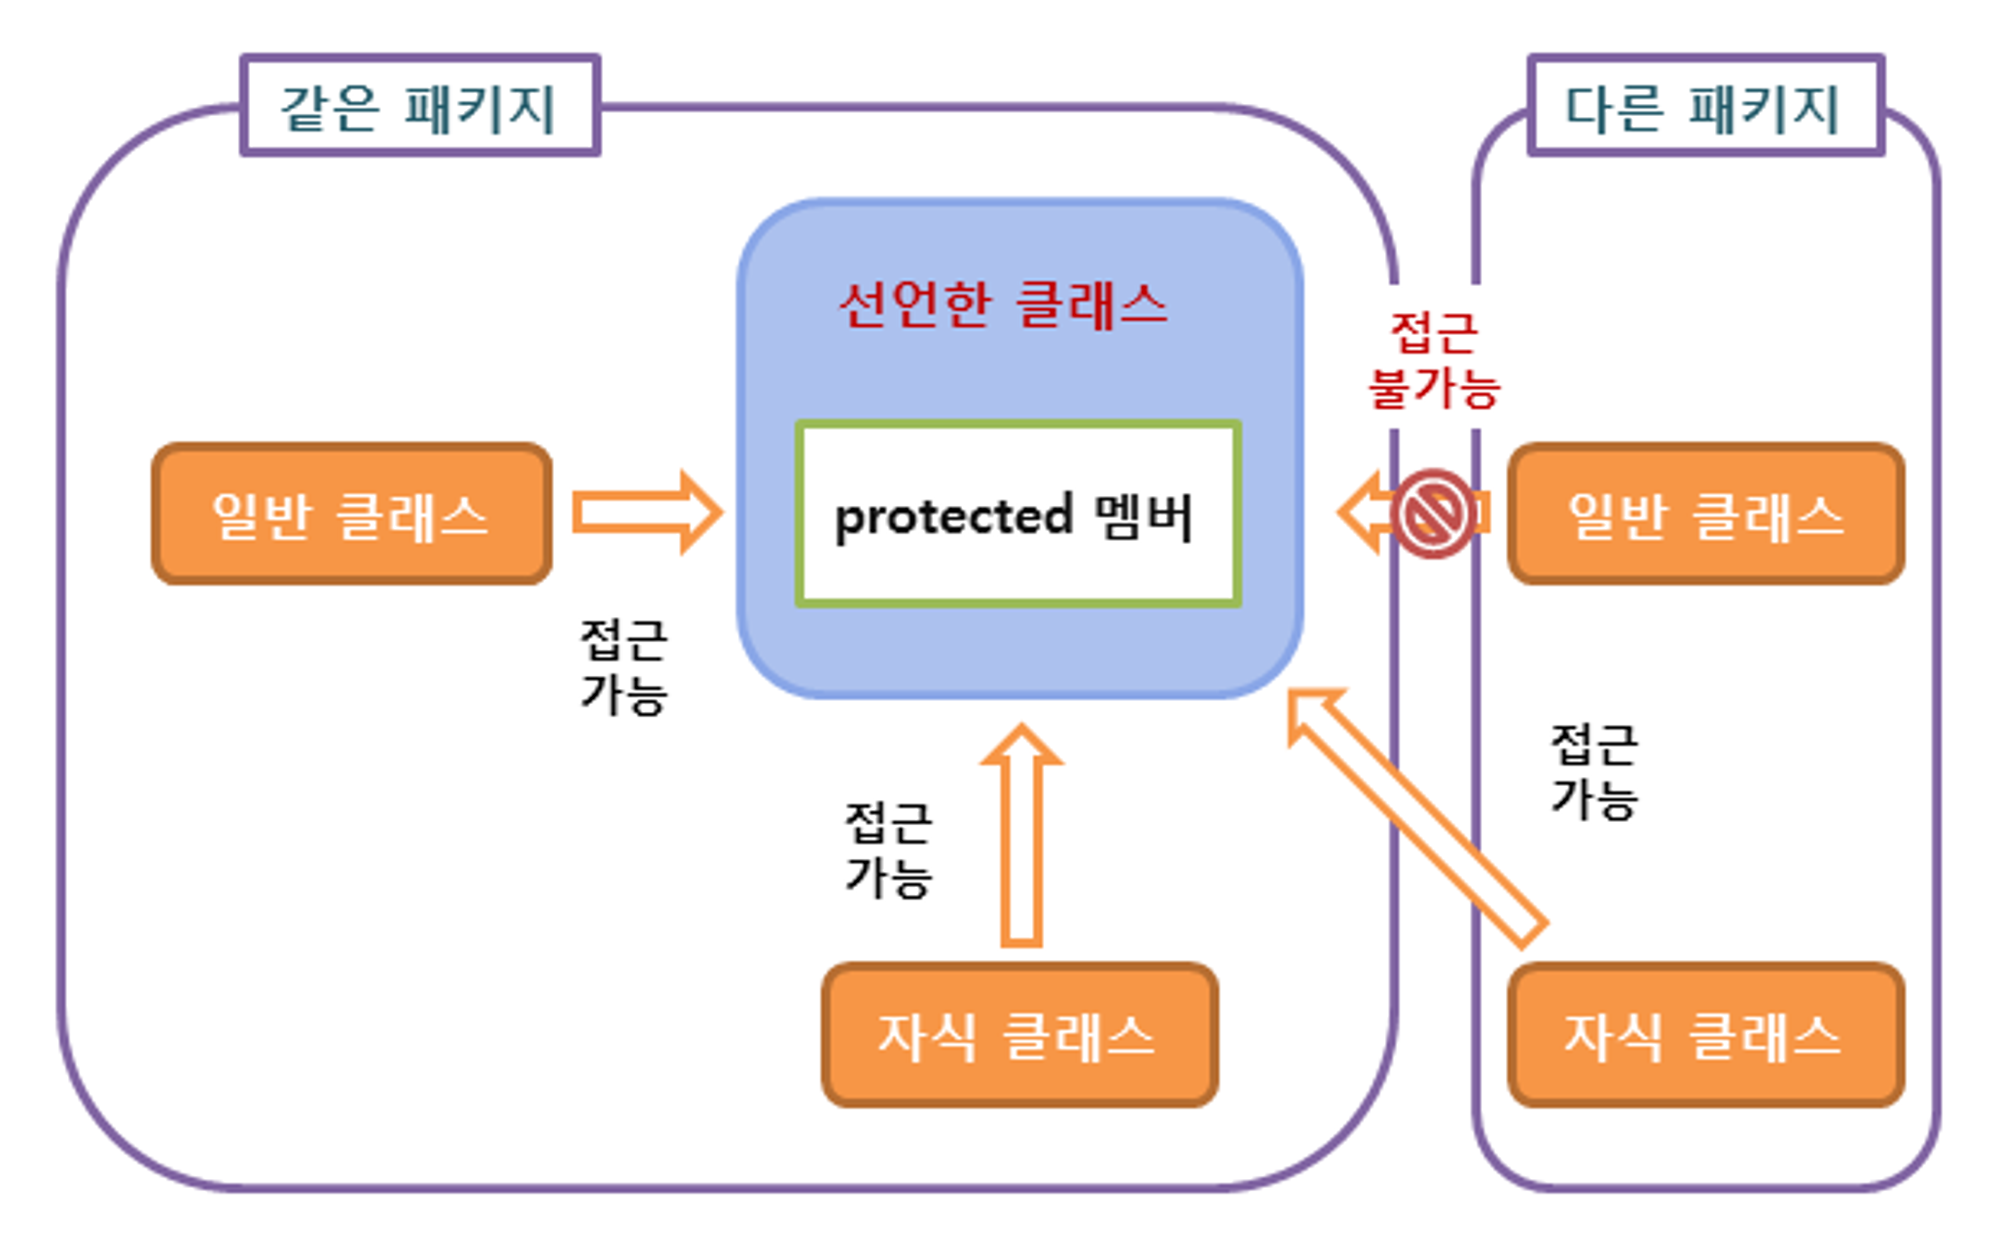 같은 패키지
다른 패키지
선언한 클래스
접근
불가능
일반 클래스
protected 멤버
일반 클래스
접근
가능
접근
가능
접근
가능
자식 클래스
자식 클래스